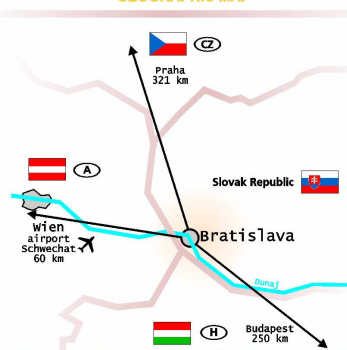 CZ
Praha
321 km
A
Slovak Republic
Wien
airport
Schwechat
60 km
Bratislava
Dunaj
H
Budapest
250 km